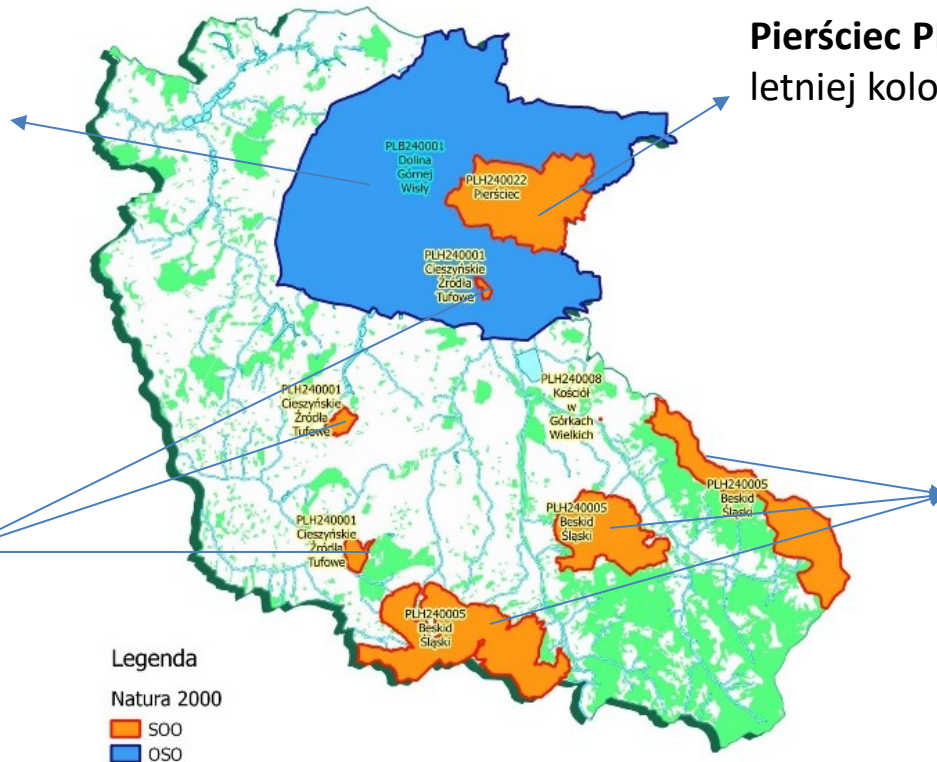 Pierściec P
letniej kolo
PLB240001
Dolina
Górnej
Wisły
PLH240022
Pierściec
PLH240001
Cieszyńskie
Źródła
Tufowe
PLH240001
Cieszyńskie
Źródła
Tufowe
PLH240008
Kościół
w
Górkach
Wielkich
PLH240005
Beskid
Śląski
PLH240005
Beskid
Śląski
PLH240001
Cieszyńskie
Źródła
Tufowe
PLH240005
Beskid
Śląski
Legenda
Natura 2000
SOO
OSO